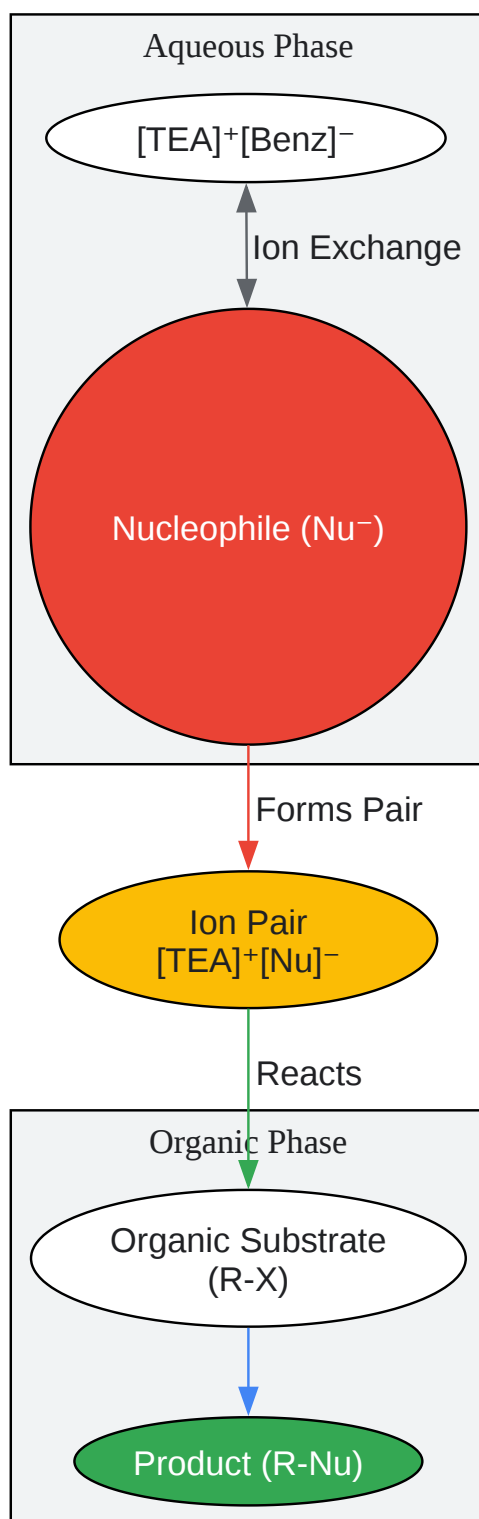 Aqueous Phase
[TEA]⁺[Benz]⁻
Ion Exchange
Nucleophile (Nu⁻)
Forms Pair
Ion Pair
[TEA]⁺[Nu]⁻
Reacts
Organic Phase
Organic Substrate
(R-X)
Product (R-Nu)